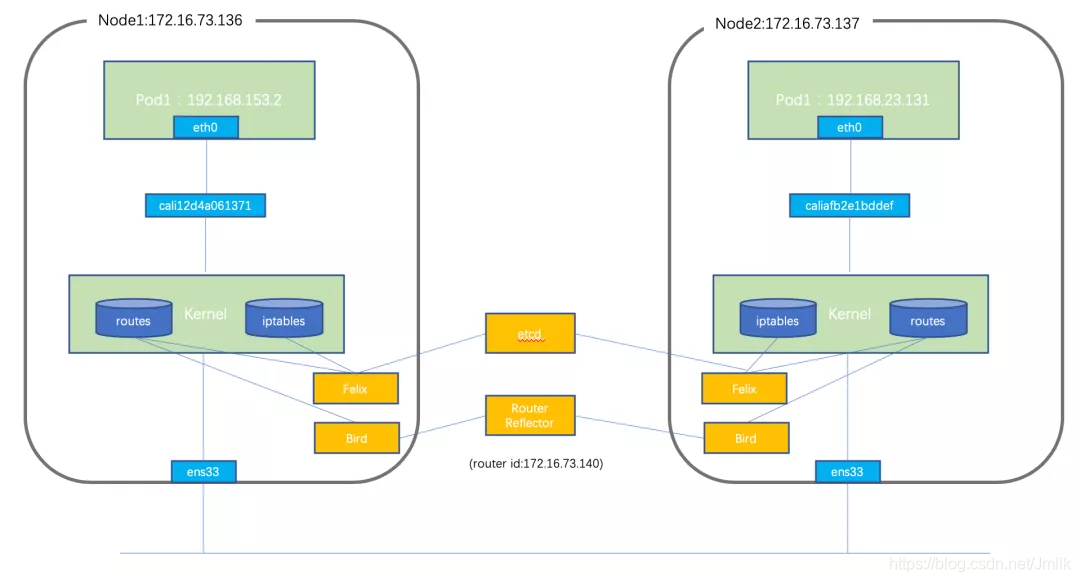 Node1:172.16.73.136
Node2:172.16.73.137
Pod1：192.168.153.2
eth0
Pod1：192.168.23.131
eth0
cali12d4a061371
caliafb2e1bddef
routes
Kernel
iptables
iptables
Kernel
routes
etcd
Felix
Felix
Router
Reflector
Bird
Bird
(router id:172.16.73.140)
ens33
ens33
https://blog.csdn.net/Jmilk